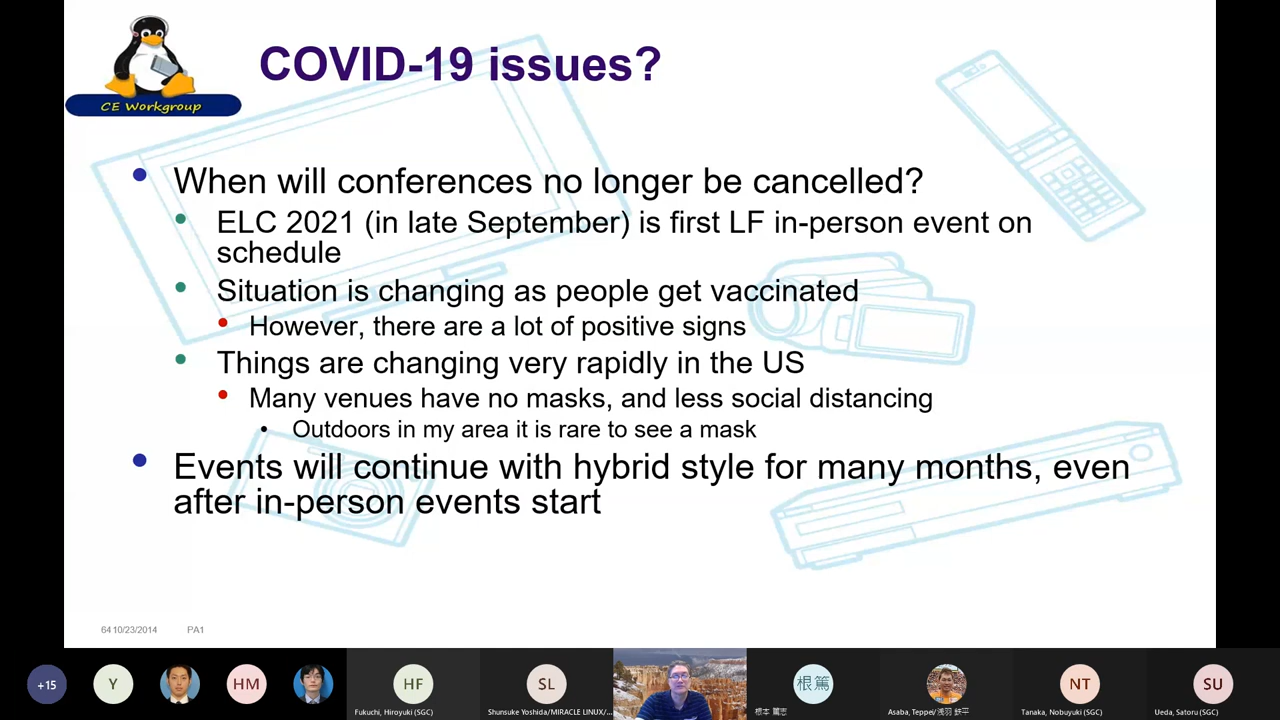 CE Workgroup
COVID-19 issues?
When will conferences no longer be cancelled?
ELC 2021 (in late September) is first LF in-person event on
schedule
Situation is changing as people get vaccinated
However, there are a lot of positive signs
Things are changing very rapidly in the US
Many venues have no masks, and less social distancing
Outdoors in my area it is rare to see a mask
Events will continue with hybrid style for many months, even
after in-person events start
64 10/23/2014 PA1
+15
Y
HM
HF
SL
根篤
NT
SU
Fukuchi, Hiroyuki (SGC)
Shunsuke Yoshida/MIRACLE LINUX/...
根本 篤志
Asaba, Teppei/浅羽 鉄平
Tanaka, Nobuyuki (SGC)
Ueda, Satoru (SGC)